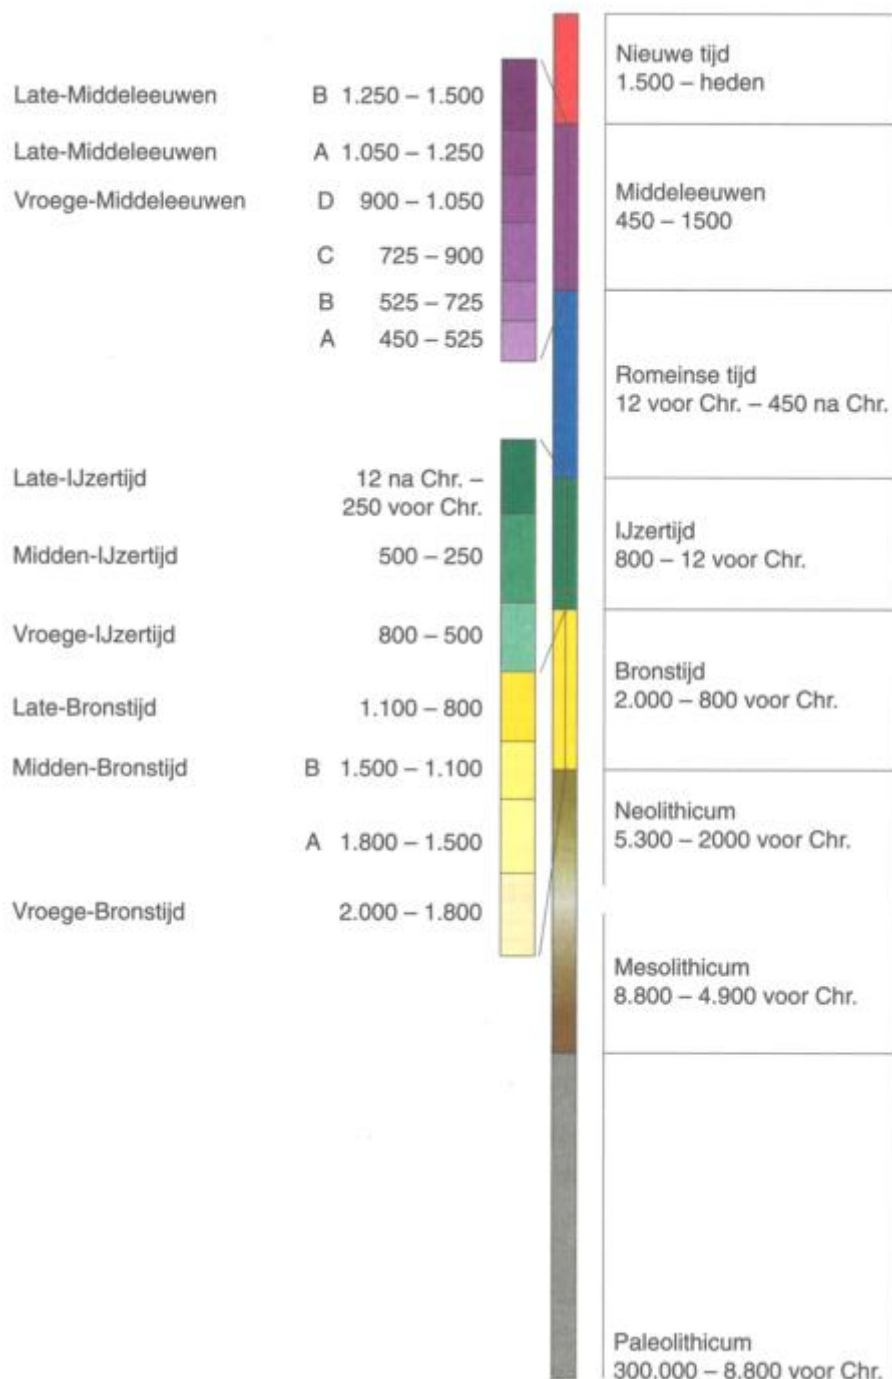 Late-Middeleeuwen B 1.250 – 1.500
Late-Middeleeuwen A 1.050 – 1.250
Vroege-Middeleeuwen D 900 – 1.050
C 725 – 900
B 525 – 725
A 450 – 525
Late-IJzertijd 12 na Chr. –
250 voor Chr.
Midden-IJzertijd 500 – 250
Vroege-IJzertijd 800 – 500
Late-Bronstijd 1.100 – 800
Midden-Bronstijd B 1.500 – 1.100
A 1.800 – 1.500
Vroege-Bronstijd 2.000 – 1.800
Nieuwe tijd
1.500 – heden
Middeleeuwen
450 – 1500
Romeinse tijd
12 voor Chr. – 450 na Chr.
IJzertijd
800 – 12 voor Chr.
Bronstijd
2.000 – 800 voor Chr.
Neolithicum
5.300 – 2000 voor Chr.
Mesolithicum
8.800 – 4.900 voor Chr.
Paleolithicum
300.000 – 8.800 voor Chr.